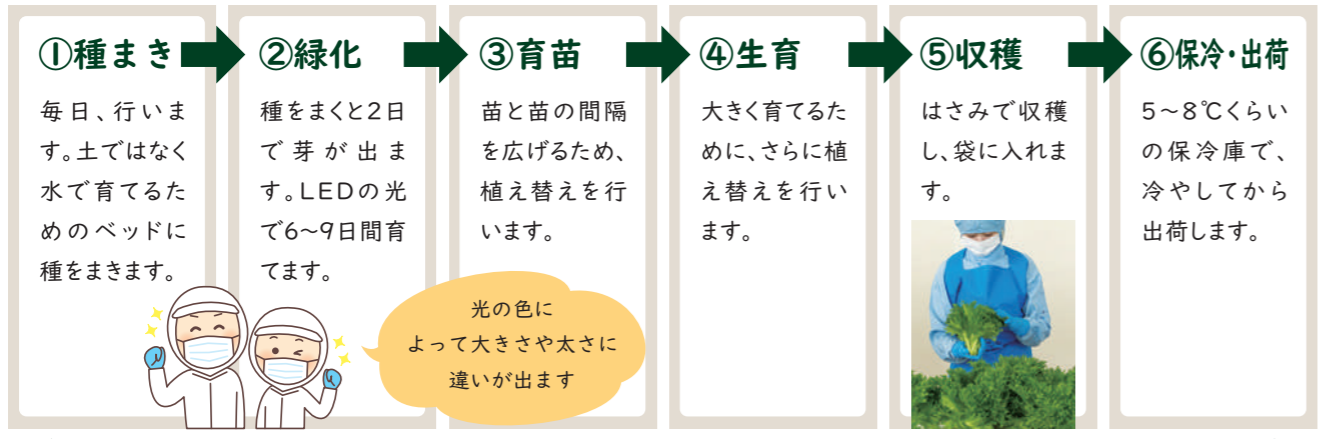 ①種まき
毎日、行いま
す。土ではなく
水で育てるた
めのベッドに
種をまきます。
②緑化
種をまくと2日
で芽が出ま
す。LEDの光
で6～9日間育
てます。
光の色に
よって大きさや太さに
違いが出ます
③育苗
苗と苗の間隔
を広げるため、
植え替えを行
います。
④生育
大きく育てるた
めに、さらに植
え替えを行い
ます。
⑤収穫
はさみで収穫
し、袋に入れま
す。
⑥保冷・出荷
5～8℃くらい
の保冷庫で、
冷やしてから
出荷します。